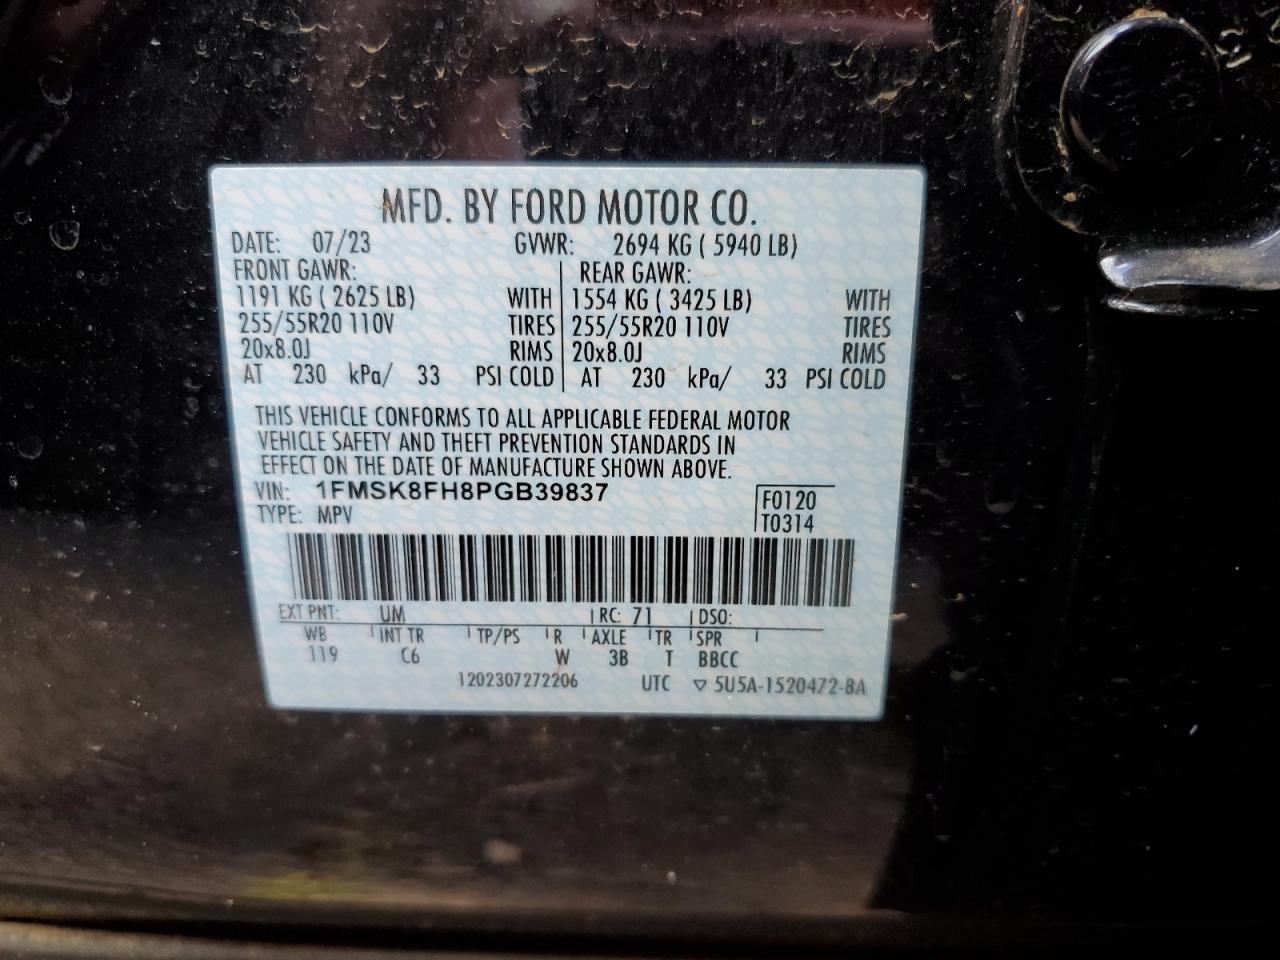 MFD. BY FORD MOTOR CO.
DATE: 07/23 GVWR: 2694 KG ( 5940 LB)
FRONT GAWR: REAR GAWR:
1191 KG ( 2625 LB) WITH 1554 KG ( 3425 LB) WITH
255/55R20 110V TIRES 255/55R20 110V TIRES
20x8.0J RIMS 20x8.0J RIMS
AT 230 kPa/ 33 PSI COLD AT 230 kPa/ 33 PSI COLD
THIS VEHICLE CONFORMS TO ALL APPLICABLE FEDERAL MOTOR
VEHICLE SAFETY AND THEFT PREVENTION STANDARDS IN
EFFECT ON THE DATE OF MANUFACTURE SHOWN ABOVE.
VIN: 1FMSK8FH8PGB39837 F0120
TYPE: MPV T0314
EXT PNT: UM RC: 71 DSO:
WB INT TR TP/PS R AXLE TR SPR
119 C6 W 3B T BBCC
1202307272206 UTC ▽ 5U5A-1520472-BA